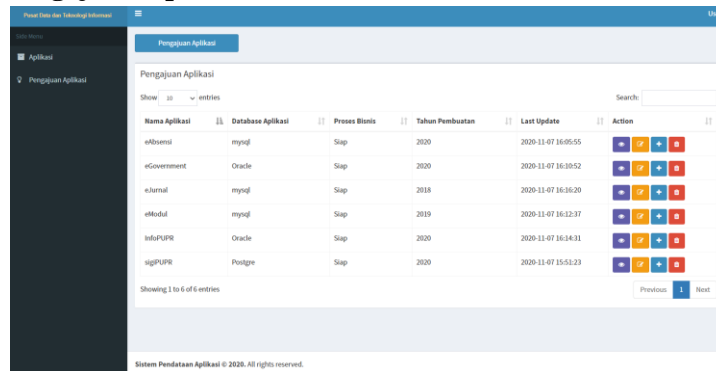 Pusat Data dan Teknologi Informasi
Us
Side Menu
Aplikasi
Pengajuan Aplikasi
Pengajuan Aplikasi
Pengajuan Aplikasi
Show 10 entries
Search:
Nama Aplikasi Database Aplikasi Proses Bisnis Tahun Pembuatan Last Update Action
eAbsensi mysql Siap 2020 2020-11-07 16:05:55
eGovernment Oracle Siap 2020 2020-11-07 16:10:52
eJurnal mysql Siap 2018 2020-11-07 16:16:20
eModul mysql Siap 2019 2020-11-07 16:12:37
InfoPUPR Oracle Siap 2020 2020-11-07 16:14:31
sigiPUPR Postgre Siap 2020 2020-11-07 15:51:23
Showing 1 to 6 of 6 entries
Previous 1 Next
Sistem Pendataan Aplikasi © 2020. All rights reserved.